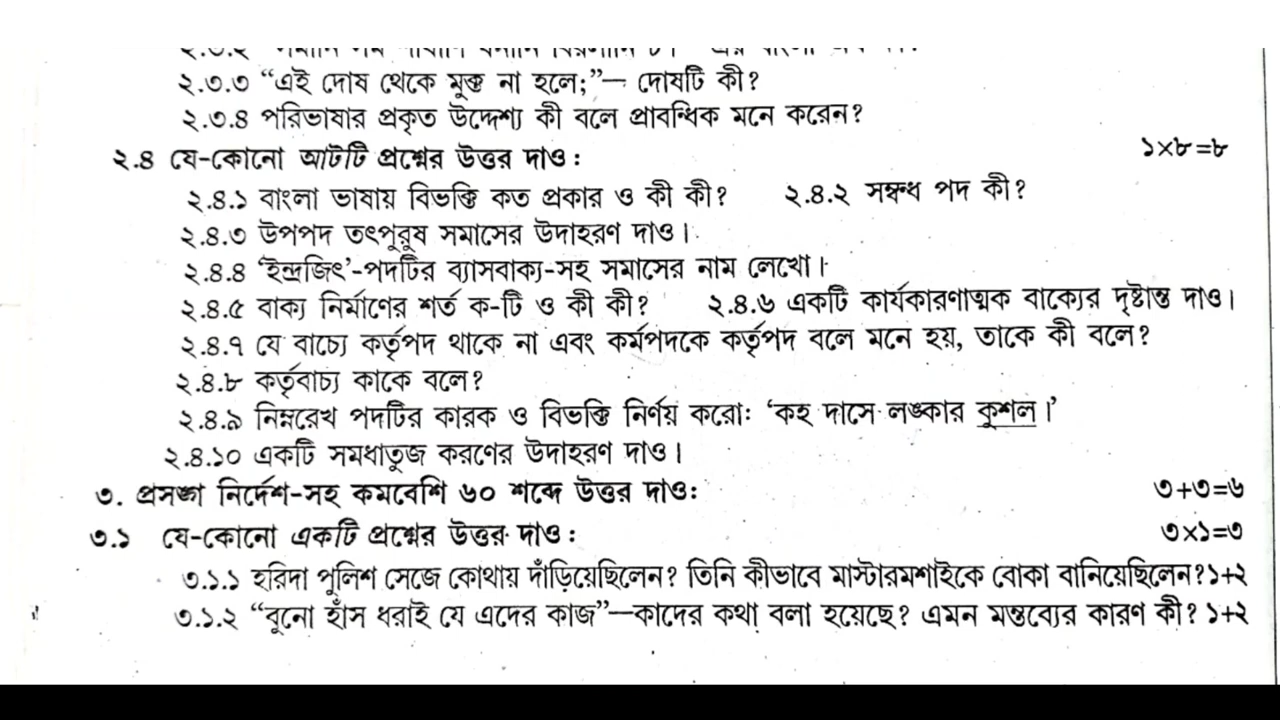 ২.৩.২
২.৩.৩ “এই দোষ থেকে মুক্ত না হলে;”— দোষটি কী?
২.৩.৪ পরিভাষার প্রকৃত উদ্দেশ্য কী বলে প্রাবন্ধিক মনে করেন?
২.৪ যে-কোনো আটটি প্রশ্নের উত্তর দাও: ১×৮=৮
২.৪.১ বাংলা ভাষায় বিভক্তি কত প্রকার ও কী কী? ২.৪.২ সম্বন্ধ পদ কী?
২.৪.৩ উপপদ তৎপুরুষ সমাসের উদাহরণ দাও।
২.৪.৪ ‘ইন্দ্রজিৎ’-পদটির ব্যাসবাক্য-সহ সমাসের নাম লেখো।
২.৪.৫ বাক্য নির্মাণের শর্ত ক-টি ও কী কী? ২.৪.৬ একটি কার্যকারণাত্মক বাক্যের দৃষ্টান্ত দাও।
২.৪.৭ যে বাচ্যে কর্তৃপদ থাকে না এবং কর্মপদকে কর্তৃপদ বলে মনে হয়, তাকে কী বলে?
২.৪.৮ কর্তৃবাচ্য কাকে বলে?
২.৪.৯ নিম্নরেখ পদটির কারক ও বিভক্তি নির্ণয় করো: ‘কহ দাসে লঙ্কার কুশল।’
২.৪.১০ একটি সমধাতুজ করণের উদাহরণ দাও।
৩. প্রসঙ্গ নির্দেশ-সহ কমবেশি ৬০ শব্দে উত্তর দাও: ৩+৩=৬
৩.১ যে-কোনো একটি প্রশ্নের উত্তর দাও: ৩×১=৩
৩.১.১ হরিদা পুলিশ সেজে কোথায় দাঁড়িয়েছিলেন? তিনি কীভাবে মাস্টারমশাইকে বোকা বানিয়েছিলেন? ১+২
৩.১.২ “বুনো হাঁস ধরাই যে এদের কাজ”—কাদের কথা বলা হয়েছে? এমন মন্তব্যের কারণ কী? ১+২